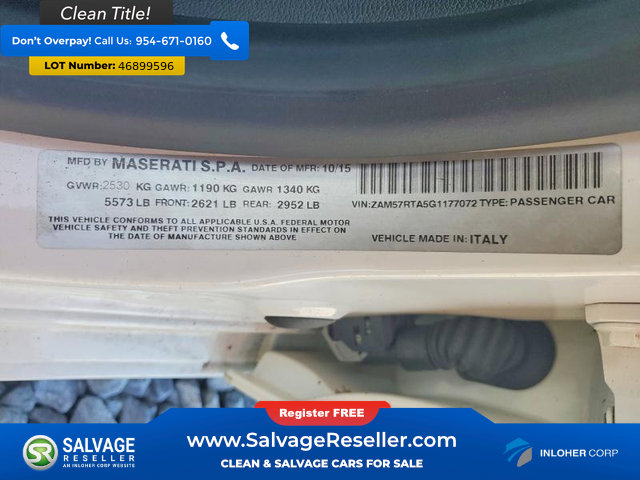 Clean Title!
Don't Overpay! Call Us: 954-671-0160
LOT Number: 46899596
MFD BY MASERATI S.P.A. DATE OF MFR: 10/15
GVWR: 2530 KG GAWR: 1190 KG GAWR 1340 KG
5573 LB FRONT: 2621 LB REAR: 2952 LB
THIS VEHICLE CONFORMS TO ALL APPLICABLE U.S.A. FEDERAL MOTOR
VEHICLE SAFETY AND THEFT PREVENTION STANDARDS IN EFFECT ON
THE DATE OF MANUFACTURE SHOWN ABOVE
VIN: ZAM57RTA5G1177072 TYPE: PASSENGER CAR
VEHICLE MADE IN: ITALY
Register FREE
SR
SALVAGE
RESELLER
AN INLOHER CORP WEBSITE
www.SalvageReseller.com
CLEAN & SALVAGE CARS FOR SALE
INLOHER CORP